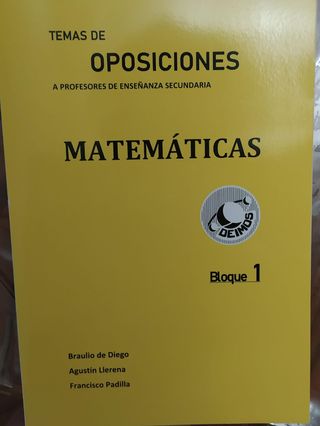 TEMAS DE
OPOSICIONES
A PROFESORES DE ENSEÑANZA SECUNDARIA
MATEMÁTICAS
DEIMOS
Bloque 1
Braulio de Diego
Agustín Llerena
Francisco Padilla